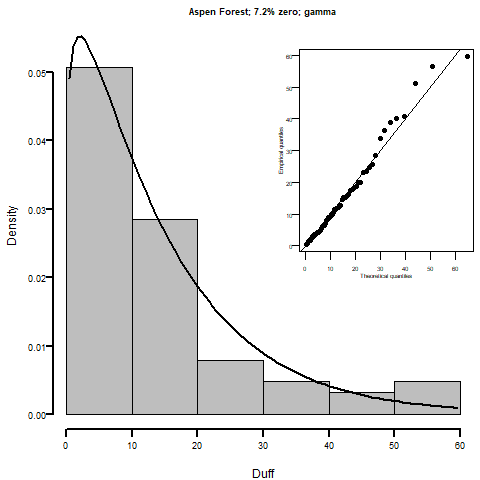 Aspen Forest; 7.2% zero; gamma
Density
0.05
0.04
0.03
0.02
0.01
0.00
0 10 20 30 40 50 60
Duff
Empirical quantiles
60
50
40
30
20
10
0
0 10 20 30 40 50 60
Theoretical quantiles